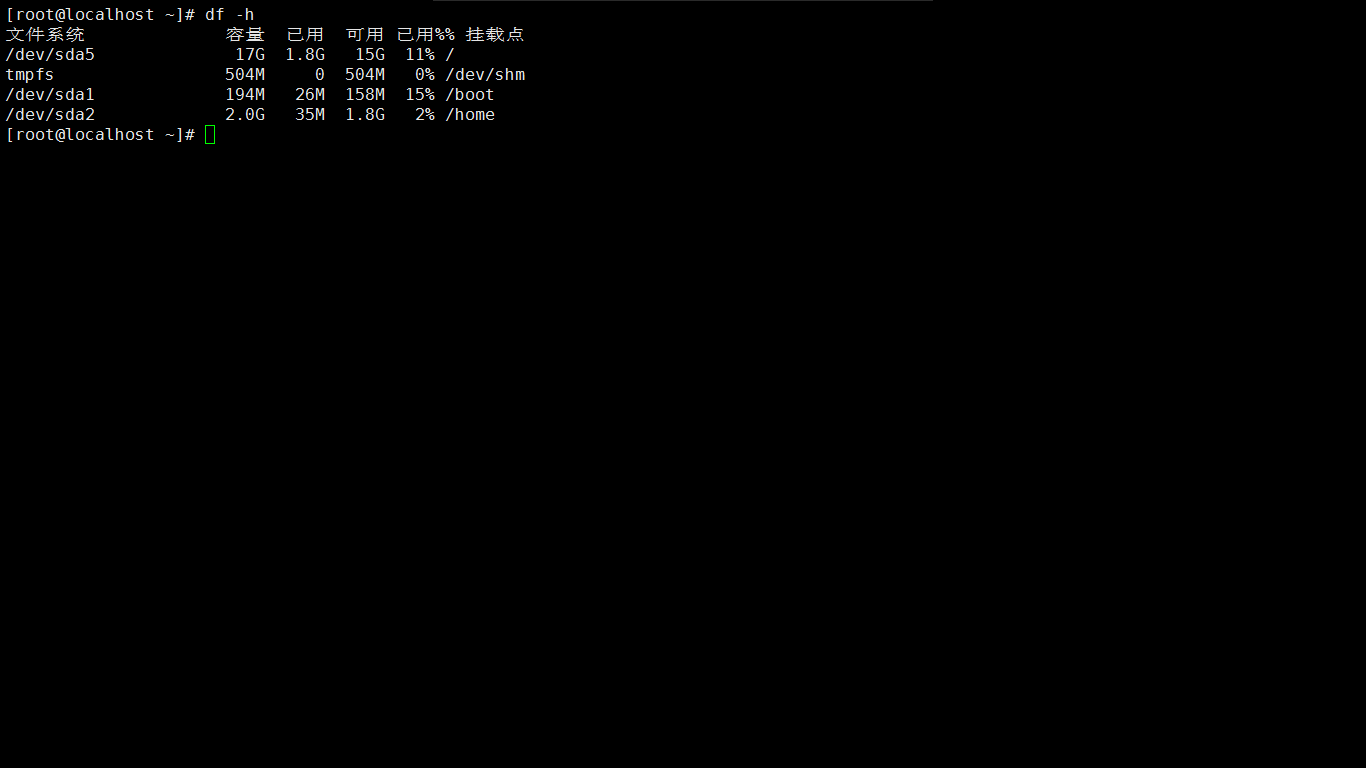 [root@localhost ~]# df -h
文件系统              容量  已用  可用 已用%% 挂载点
/dev/sda5              17G  1.8G   15G  11% /
tmpfs                 504M     0  504M   0% /dev/shm
/dev/sda1             194M   26M  158M  15% /boot
/dev/sda2             2.0G   35M  1.8G   2% /home
[root@localhost ~]#